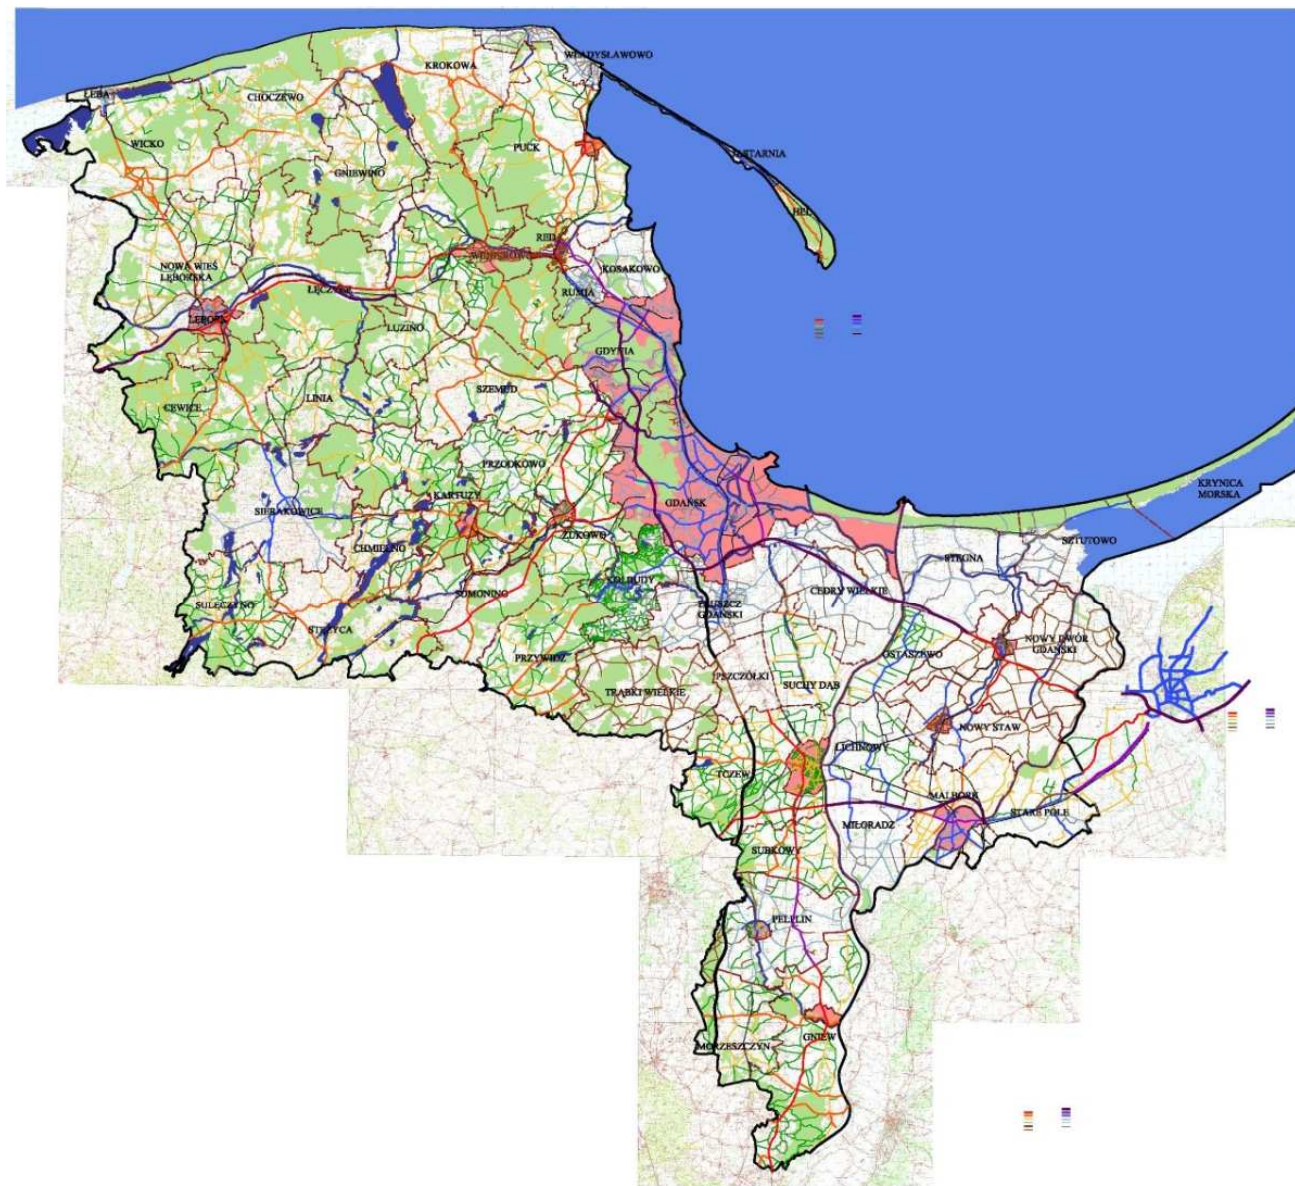 WŁADYSŁAWOWO
KROKOWA
ŁEBA
CHOCZEWO
WICKO
PUCK
JASTARNIA
GNIEWINO
HEL
RED
KOSAKOWO
NOWA WIEŚ
LĘBORSKA
RUMIA
LUZINO
GDYNIA
SZEMUD
CEWICE
LINIA
PRZODKOWO
KARTUZY
GDAŃSK
KRYNICA
MORSKA
SIERAKOWICE
ŻUKOWO
CHMIELNO
SZTUTOWO
STEGNA
KOLBUDY
SOMONINO
CEDRY WIELKIE
SULĘCZYNO
PRUSZCZ
GDAŃSKI
STĘŻYCA
NOWY DWÓR
GDAŃSKI
OSTASZEWO
PRZYWIDZ
PSZCZÓŁKI
SUCHY DĄB
TRĄBKI WIELKIE
NOWY STAW
LICHNOWY
TCZEW
MALBORK
STARE POLE
MIŁORADZ
SUBKOWY
PELPLIN
GNIEW
MORZESZCZYN